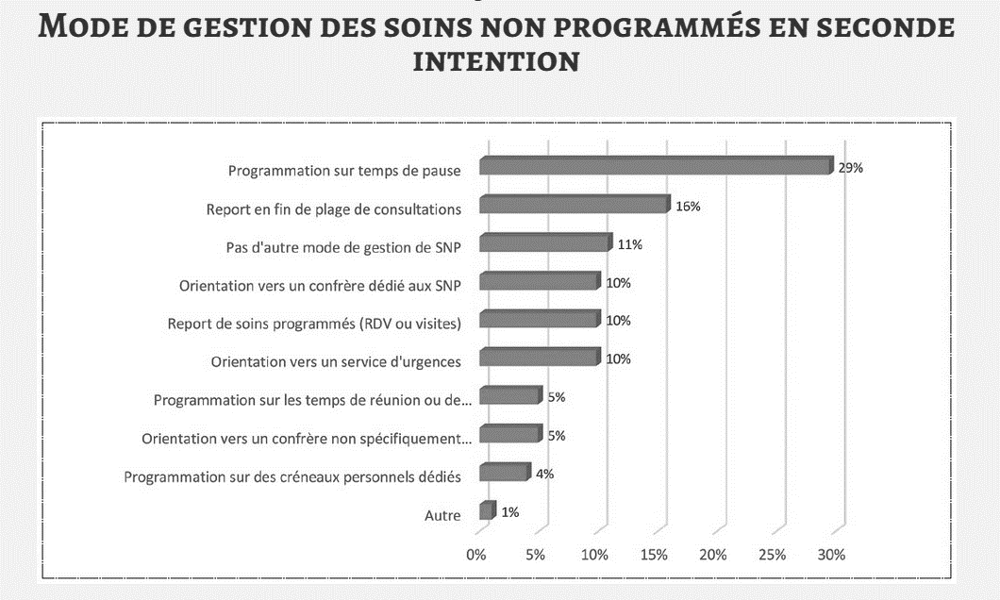 MODE DE GESTION DES SOINS NON PROGRAMMÉS EN SECONDE
INTENTION
Programmation sur temps de pause 29%
Report en fin de plage de consultations 16%
Pas d'autre mode de gestion de SNP 11%
Orientation vers un confrère dédié aux SNP 10%
Report de soins programmés (RDV ou visites) 10%
Orientation vers un service d'urgences 10%
Programmation sur les temps de réunion ou de... 5%
Orientation vers un confrère non spécifiquement... 5%
Programmation sur des créneaux personnels dédiés 4%
Autre 1%
0% 5% 10% 15% 20% 25% 30%